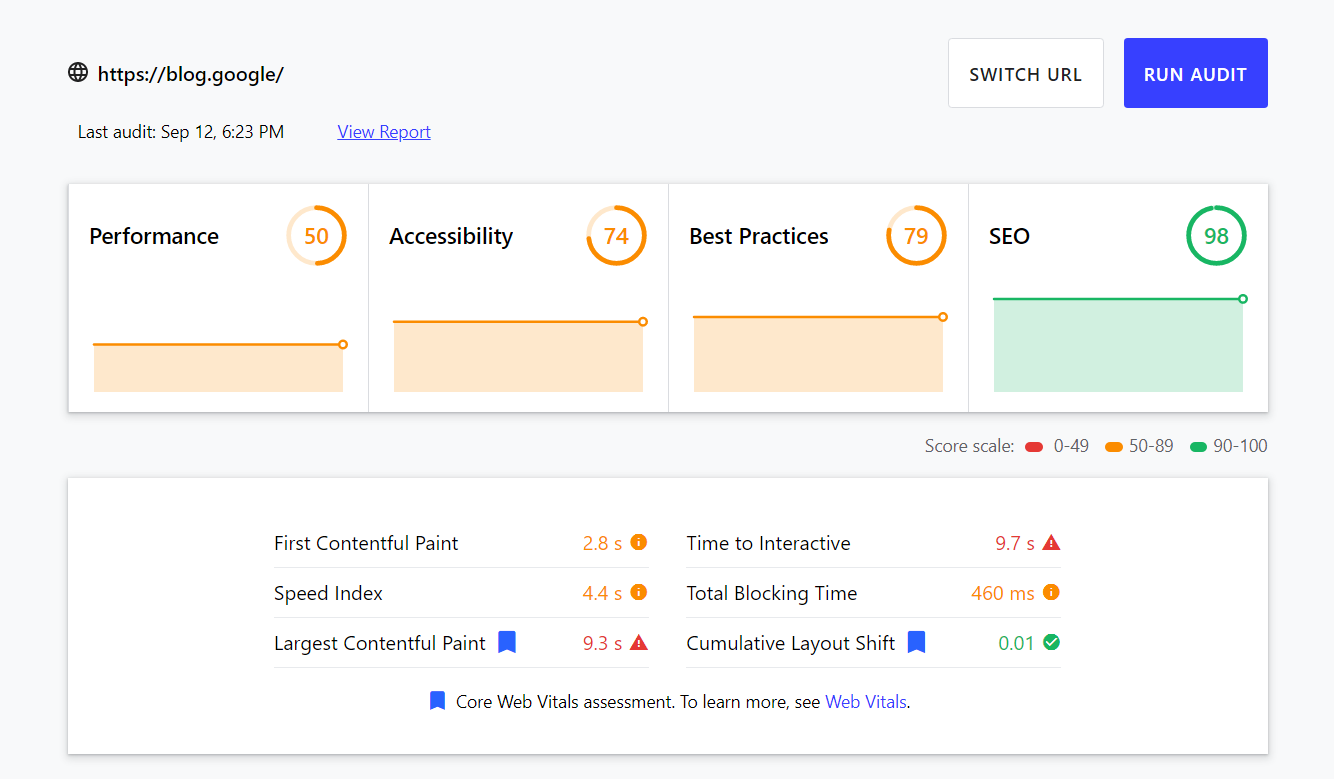 https://blog.google/
SWITCH URL
RUN AUDIT
Last audit: Sep 12, 6:23 PM
View Report
Performance
50
Accessibility
74
Best Practices
79
SEO
98
Score scale: 0-49 50-89 90-100
First Contentful Paint 2.8 s
Time to Interactive 9.7 s
Speed Index 4.4 s
Total Blocking Time 460 ms
Largest Contentful Paint 9.3 s
Cumulative Layout Shift 0.01
Core Web Vitals assessment. To learn more, see Web Vitals.